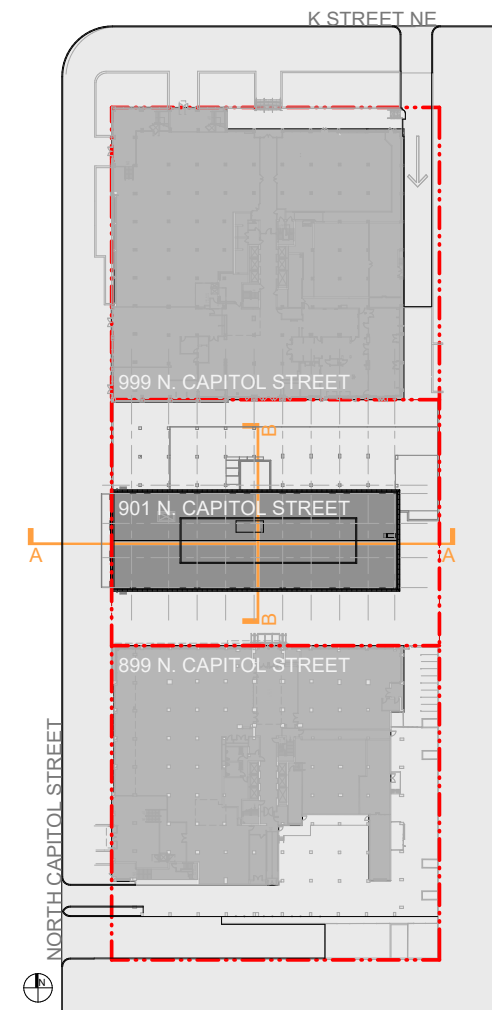 K STREET NE
999 N. CAPITOL STREET
B
901 N. CAPITOL STREET
A
A
B
899 N. CAPITOL STREET
NORTH CAPITOL STREET
N